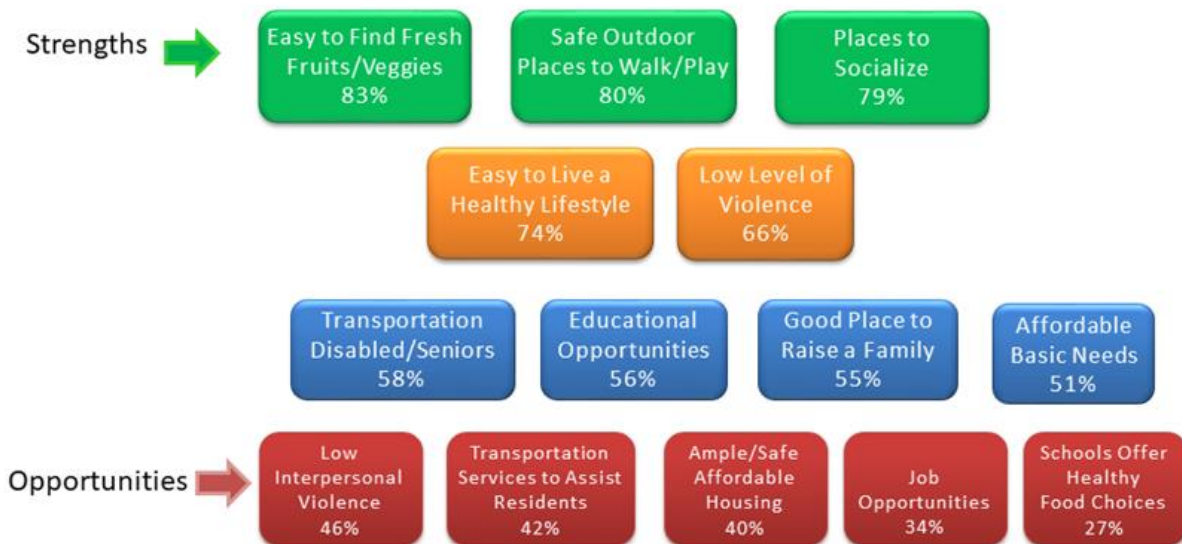 Strengths
Easy to Find Fresh
Fruits/Veggies
83%
Safe Outdoor
Places to Walk/Play
80%
Places to
Socialize
79%
Easy to Live a
Healthy Lifestyle
74%
Low Level of
Violence
66%
Transportation
Disabled/Seniors
58%
Educational
Opportunities
56%
Good Place to
Raise a Family
55%
Affordable
Basic Needs
51%
Opportunities
Low
Interpersonal
Violence
46%
Transportation
Services to Assist
Residents
42%
Ample/Safe
Affordable
Housing
40%
Job
Opportunities
34%
Schools Offer
Healthy
Food Choices
27%